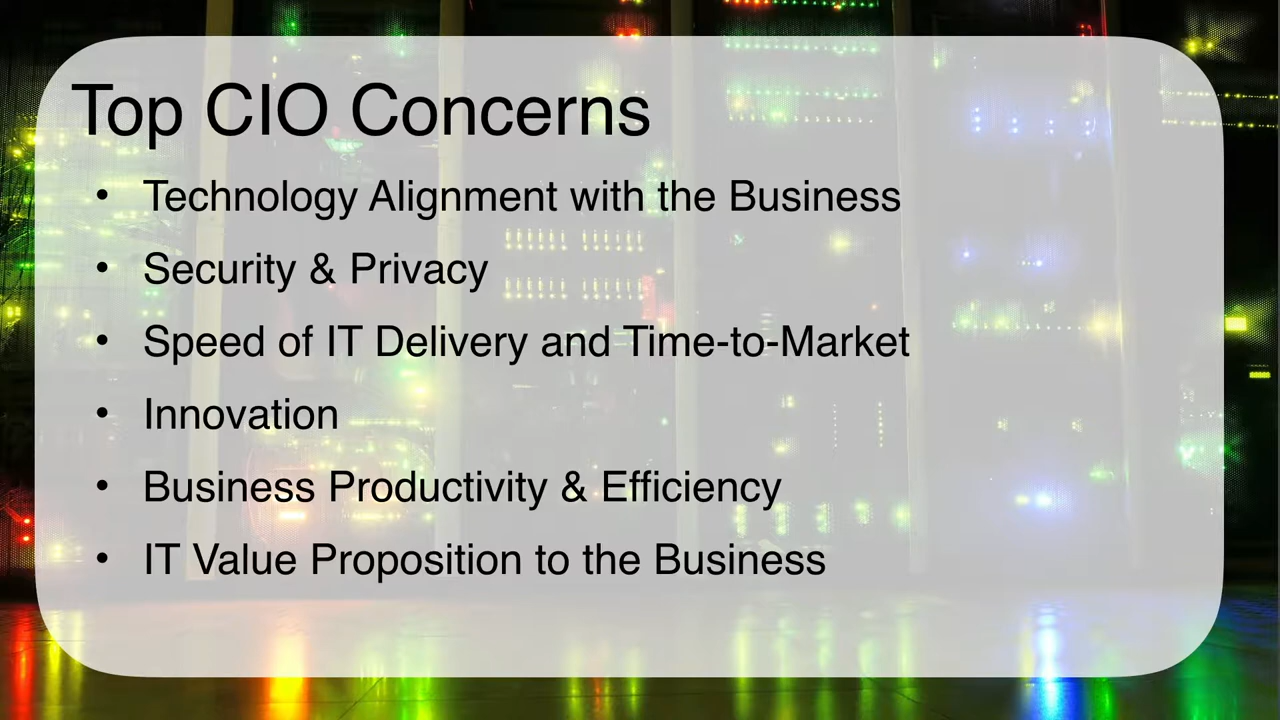 Top CIO Concerns
• Technology Alignment with the Business
• Security & Privacy
• Speed of IT Delivery and Time-to-Market
• Innovation
• Business Productivity & Efficiency
• IT Value Proposition to the Business